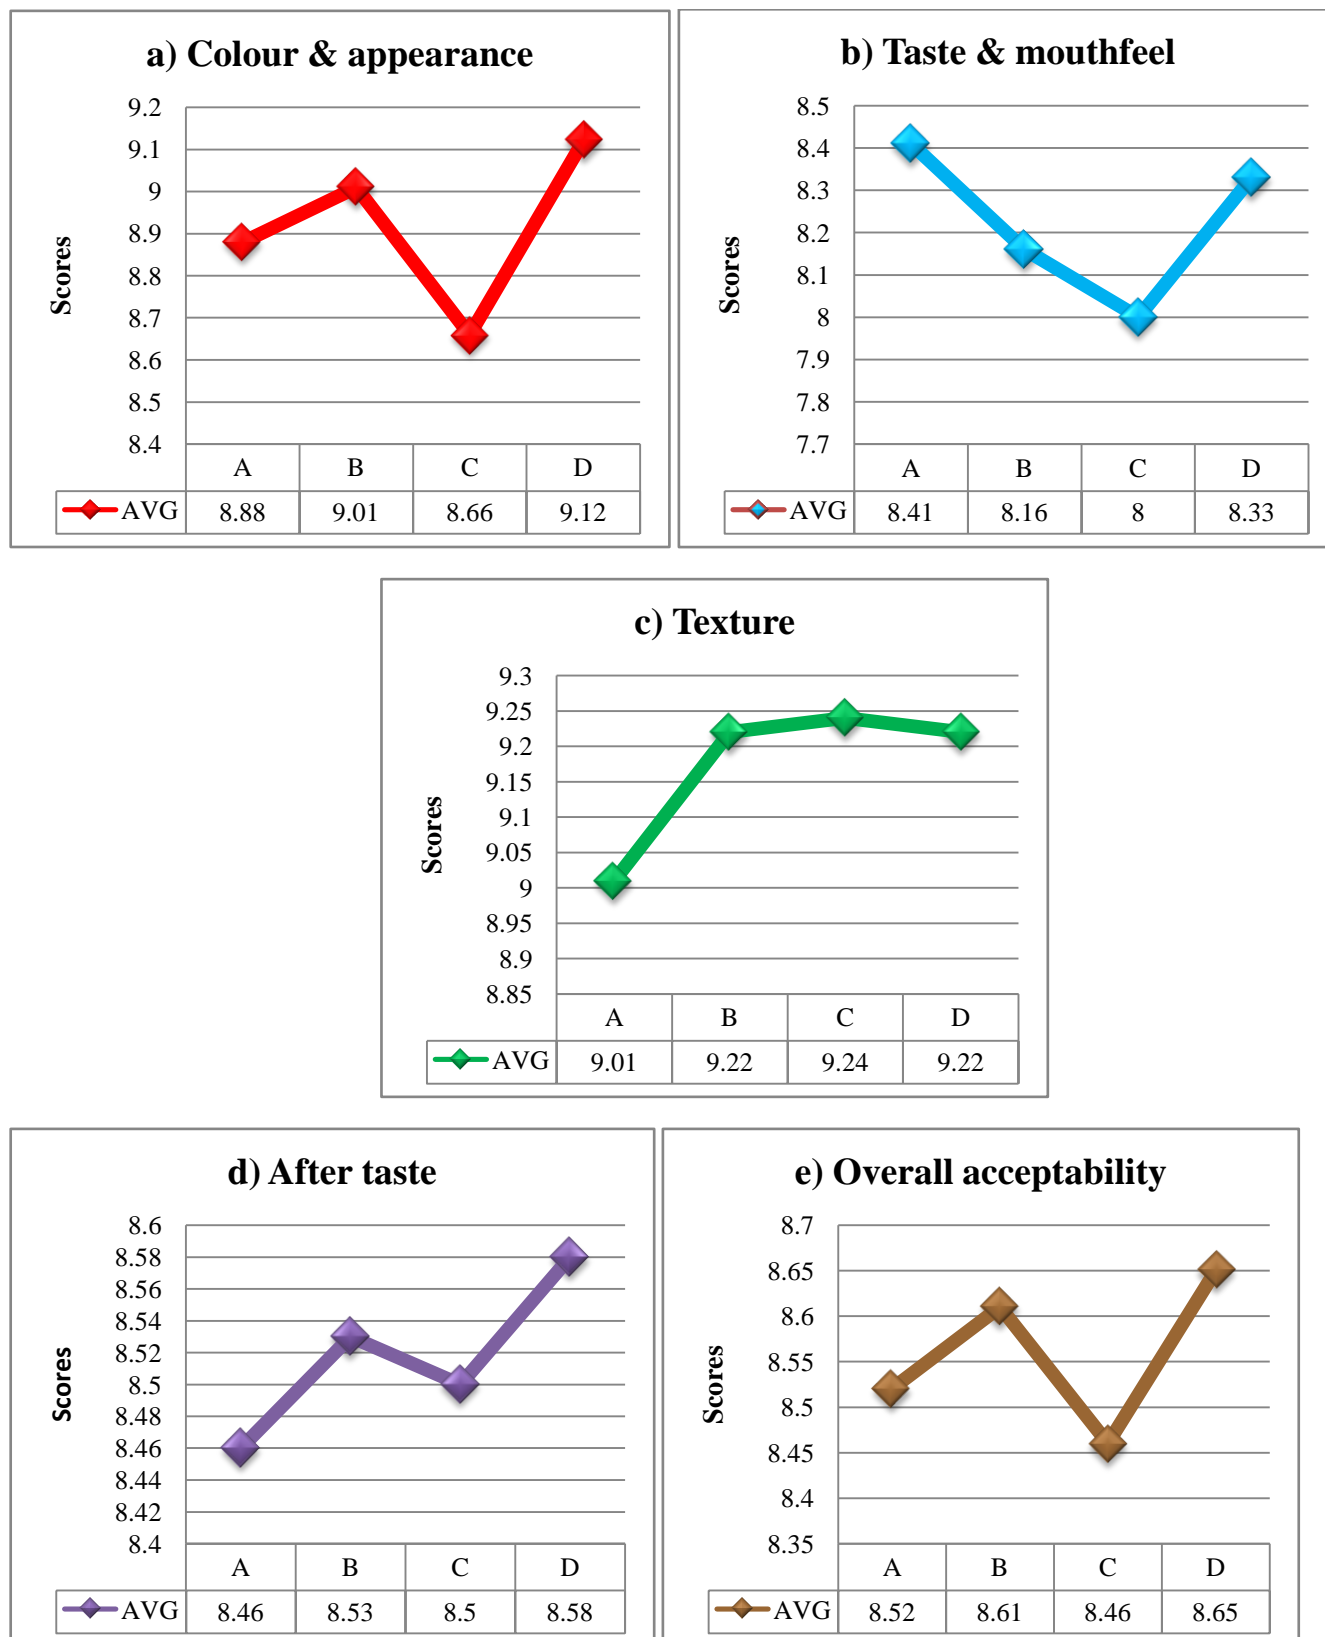 a) Colour & appearance
9.2
9.1
9
8.9
8.8
8.7
8.6
8.5
8.4
Scores
A B C D
AVG 8.88 9.01 8.66 9.12
b) Taste & mouthfeel
8.5
8.4
8.3
8.2
8.1
8
7.9
7.8
7.7
Scores
A B C D
AVG 8.41 8.16 8 8.33
c) Texture
9.3
9.25
9.2
9.15
9.1
9.05
9
8.95
8.9
8.85
Scores
A B C D
AVG 9.01 9.22 9.24 9.22
d) After taste
8.6
8.58
8.56
8.54
8.52
8.5
8.48
8.46
8.44
8.42
8.4
Scores
A B C D
AVG 8.46 8.53 8.5 8.58
e) Overall acceptability
8.7
8.65
8.6
8.55
8.5
8.45
8.4
8.35
Scores
A B C D
AVG 8.52 8.61 8.46 8.65